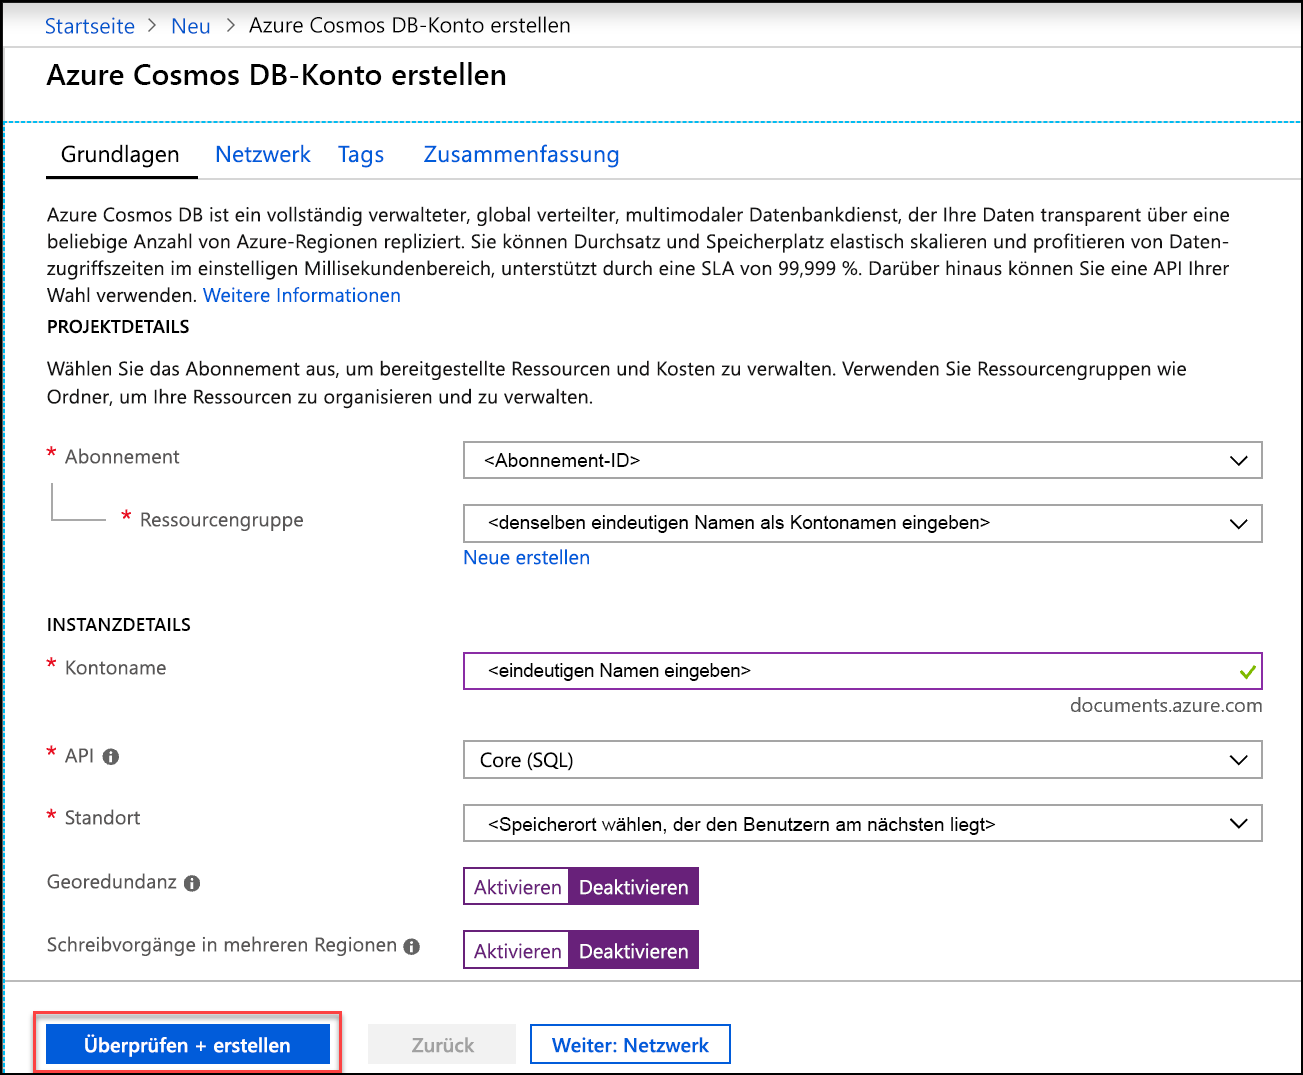 Startseite > Neu > Azure Cosmos DB-Konto erstellen
Azure Cosmos DB-Konto erstellen
Grundlagen Netzwerk Tags Zusammenfassung
Azure Cosmos DB ist ein vollständig verwalteter, global verteilter, multimodaler Datenbankdienst, der Ihre Daten transparent über eine
beliebige Anzahl von Azure-Regionen repliziert. Sie können Durchsatz und Speicherplatz elastisch skalieren und profitieren von Daten-
zugriffszeiten im einstelligen Millisekundenbereich, unterstützt durch eine SLA von 99,999 %. Darüber hinaus können Sie eine API Ihrer
Wahl verwenden. Weitere Informationen
PROJEKTDETAILS
Wählen Sie das Abonnement aus, um bereitgestellte Ressourcen und Kosten zu verwalten. Verwenden Sie Ressourcengruppen wie
Ordner, um Ihre Ressourcen zu organisieren und zu verwalten.
* Abonnement <Abonnement-ID>
* Ressourcengruppe <denselben eindeutigen Namen als Kontonamen eingeben>
Neue erstellen
INSTANZDETAILS
* Kontoname <eindeutigen Namen eingeben>
documents.azure.com
* API Core (SQL)
* Standort <Speicherort wählen, der den Benutzern am nächsten liegt>
Georedundanz Aktivieren Deaktivieren
Schreibvorgänge in mehreren Regionen Aktivieren Deaktivieren
Überprüfen + erstellen Zurück Weiter: Netzwerk